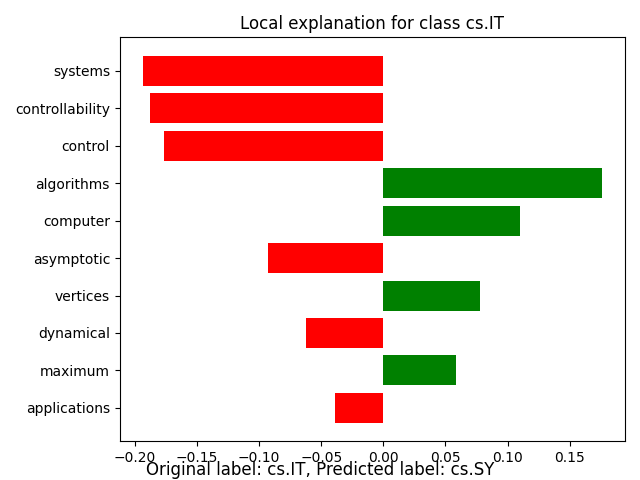 Local explanation for class cs.IT
systems
controllability
control
algorithms
computer
asymptotic
vertices
dynamical
maximum
applications
−0.20 −0.15 −0.10 −0.05 0.00 0.05 0.10 0.15
Original label: cs.IT, Predicted label: cs.SY